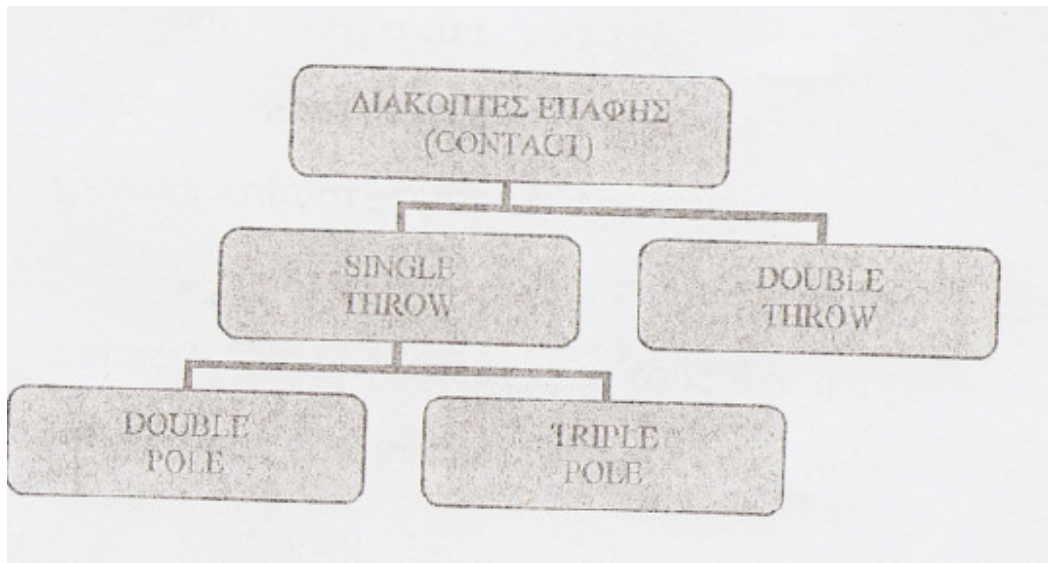 ΔΙΑΚΟΠΤΕΣ ΕΠΑΦΗΣ
(CONTACT)
SINGLE
THROW
DOUBLE
THROW
DOUBLE
POLE
TRIPLE
POLE